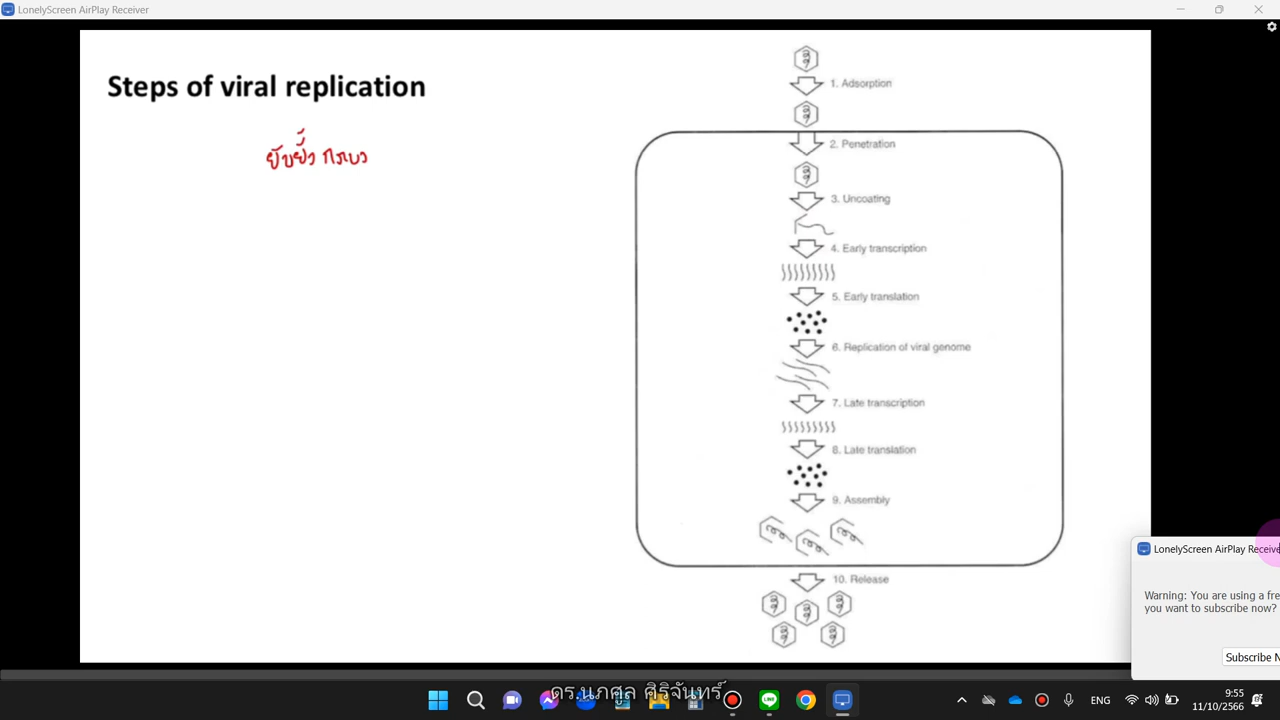 LonelyScreen AirPlay Receiver
Steps of viral replication
ยับยั้ง กระบว
1. Adsorption
2. Penetration
3. Uncoating
4. Early transcription
5. Early translation
6. Replication of viral genome
7. Late transcription
8. Late translation
9. Assembly
10. Release
LonelyScreen AirPlay Receive
Warning: You are using a fre
you want to subscribe now?
Subscribe N
ดร.นภศูล ศิริจันทร์
ENG
9:55
11/10/2566